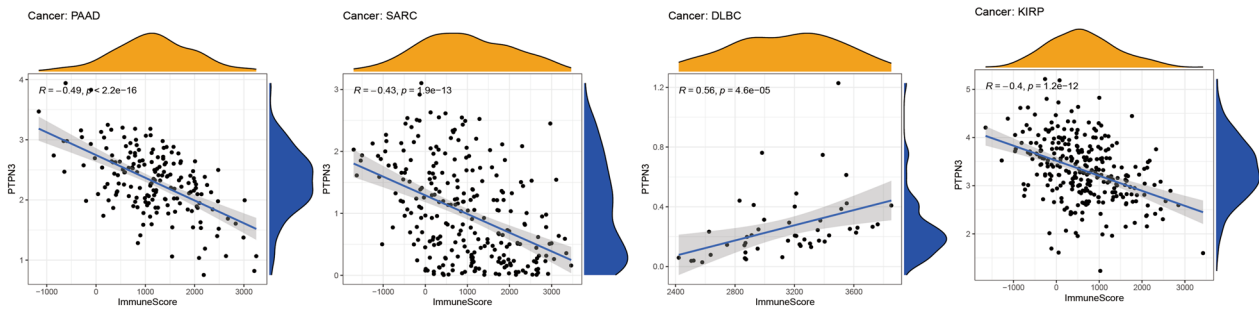 Cancer: PAAD
R = −0.49, p < 2.2e−16
4
3
2
1
PTPN3
−1000 0 1000 2000 3000
ImmuneScore
Cancer: SARC
R = −0.43, p = 1.9e−13
3
2
1
0
PTPN3
−1000 0 1000 2000 3000
ImmuneScore
Cancer: DLBC
R = 0.56, p = 4.6e−05
1.2
0.8
0.4
0.0
PTPN3
2400 2800 3200 3600
ImmuneScore
Cancer: KIRP
R = −0.4, p = 1.2e−12
5
4
3
2
PTPN3
−1000 0 1000 2000 3000
ImmuneScore